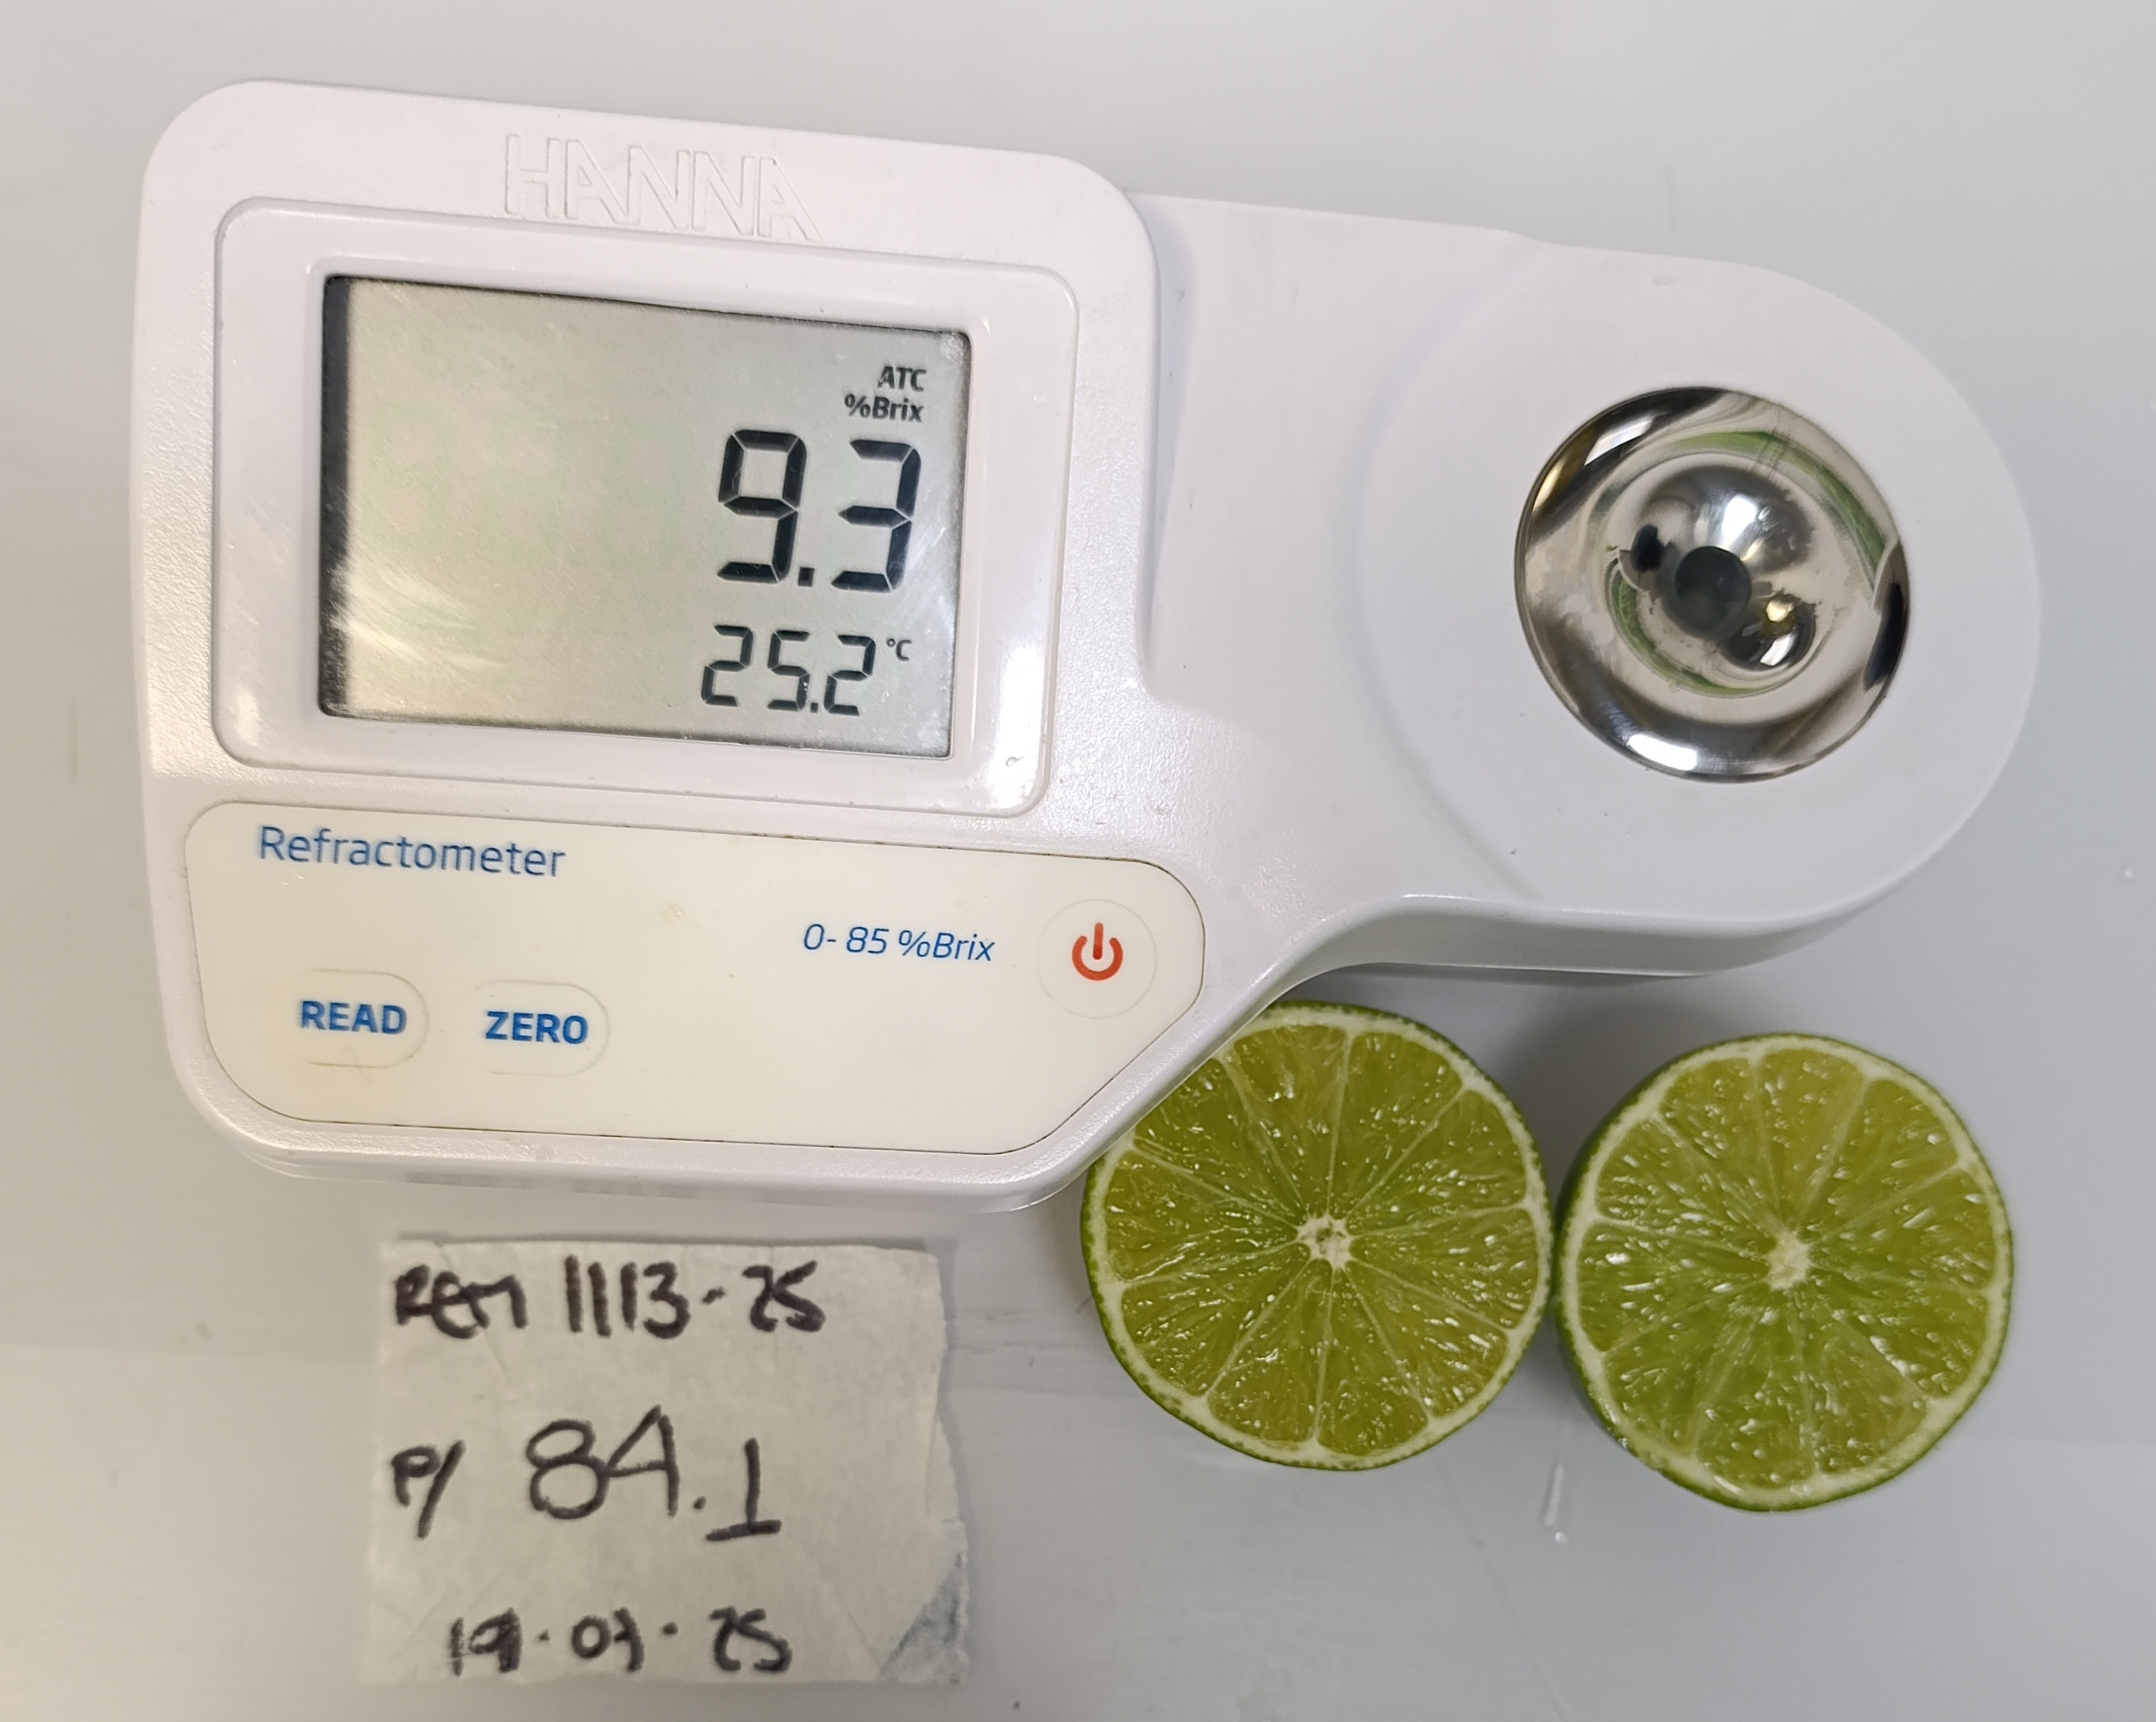 HANNA
ATC
%Brix
9.3
25.2 °C
Refractometer
0-85 %Brix
READ ZERO
REM 1113-25
P/ 84.1
19-07-25